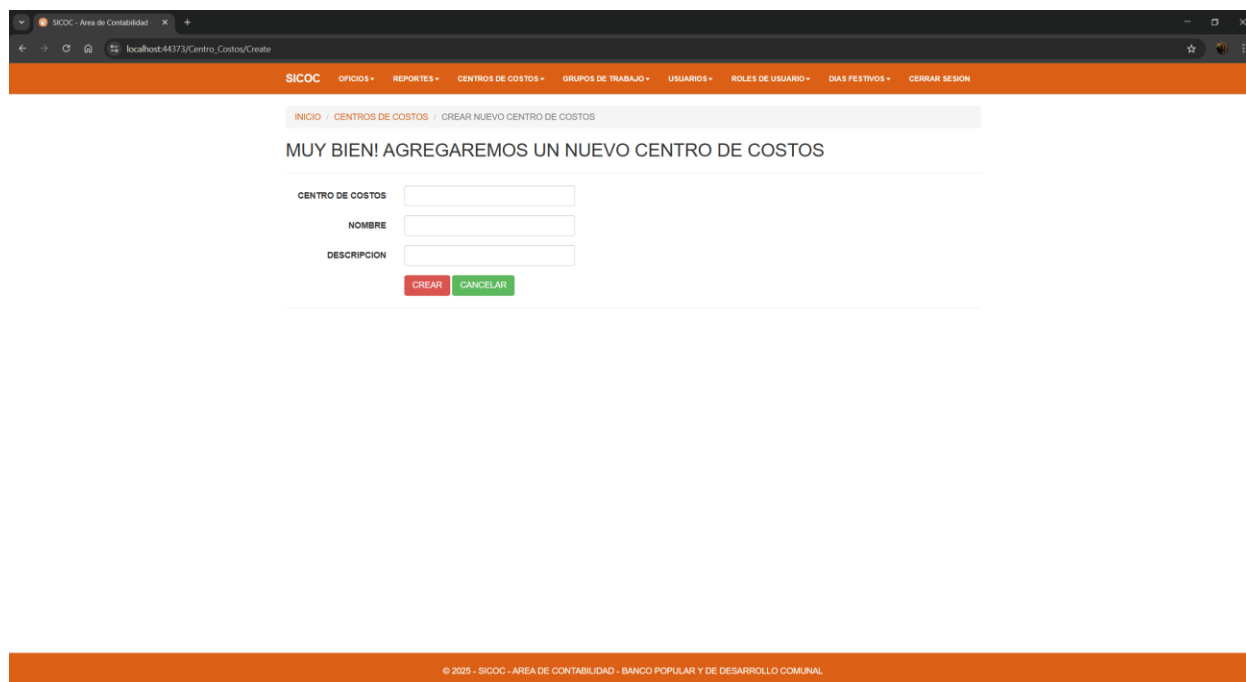 SICOC - Area de Contabilidad
localhost:44373/Centro_Costos/Create
SICOC OFICIOS REPORTES CENTROS DE COSTOS GRUPOS DE TRABAJO USUARIOS ROLES DE USUARIO DIAS FESTIVOS CERRAR SESION
INICIO / CENTROS DE COSTOS / CREAR NUEVO CENTRO DE COSTOS
MUY BIEN! AGREGAREMOS UN NUEVO CENTRO DE COSTOS
CENTRO DE COSTOS
NOMBRE
DESCRIPCION
CREAR CANCELAR
© 2025 - SICOC - AREA DE CONTABILIDAD - BANCO POPULAR Y DE DESARROLLO COMUNAL